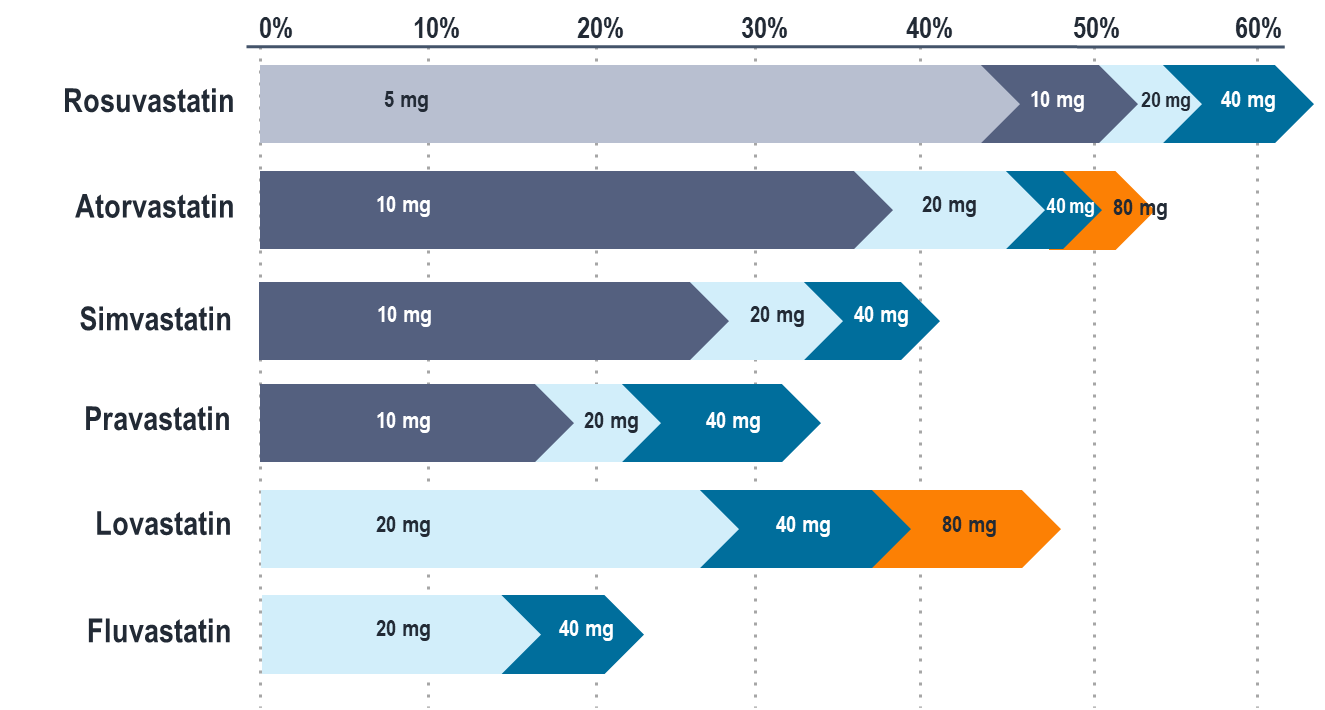 0% 10% 20% 30% 40% 50% 60%
Rosuvastatin 5 mg 10 mg 20 mg 40 mg
Atorvastatin 10 mg 20 mg 40 mg 80 mg
Simvastatin 10 mg 20 mg 40 mg
Pravastatin 10 mg 20 mg 40 mg
Lovastatin 20 mg 40 mg 80 mg
Fluvastatin 20 mg 40 mg